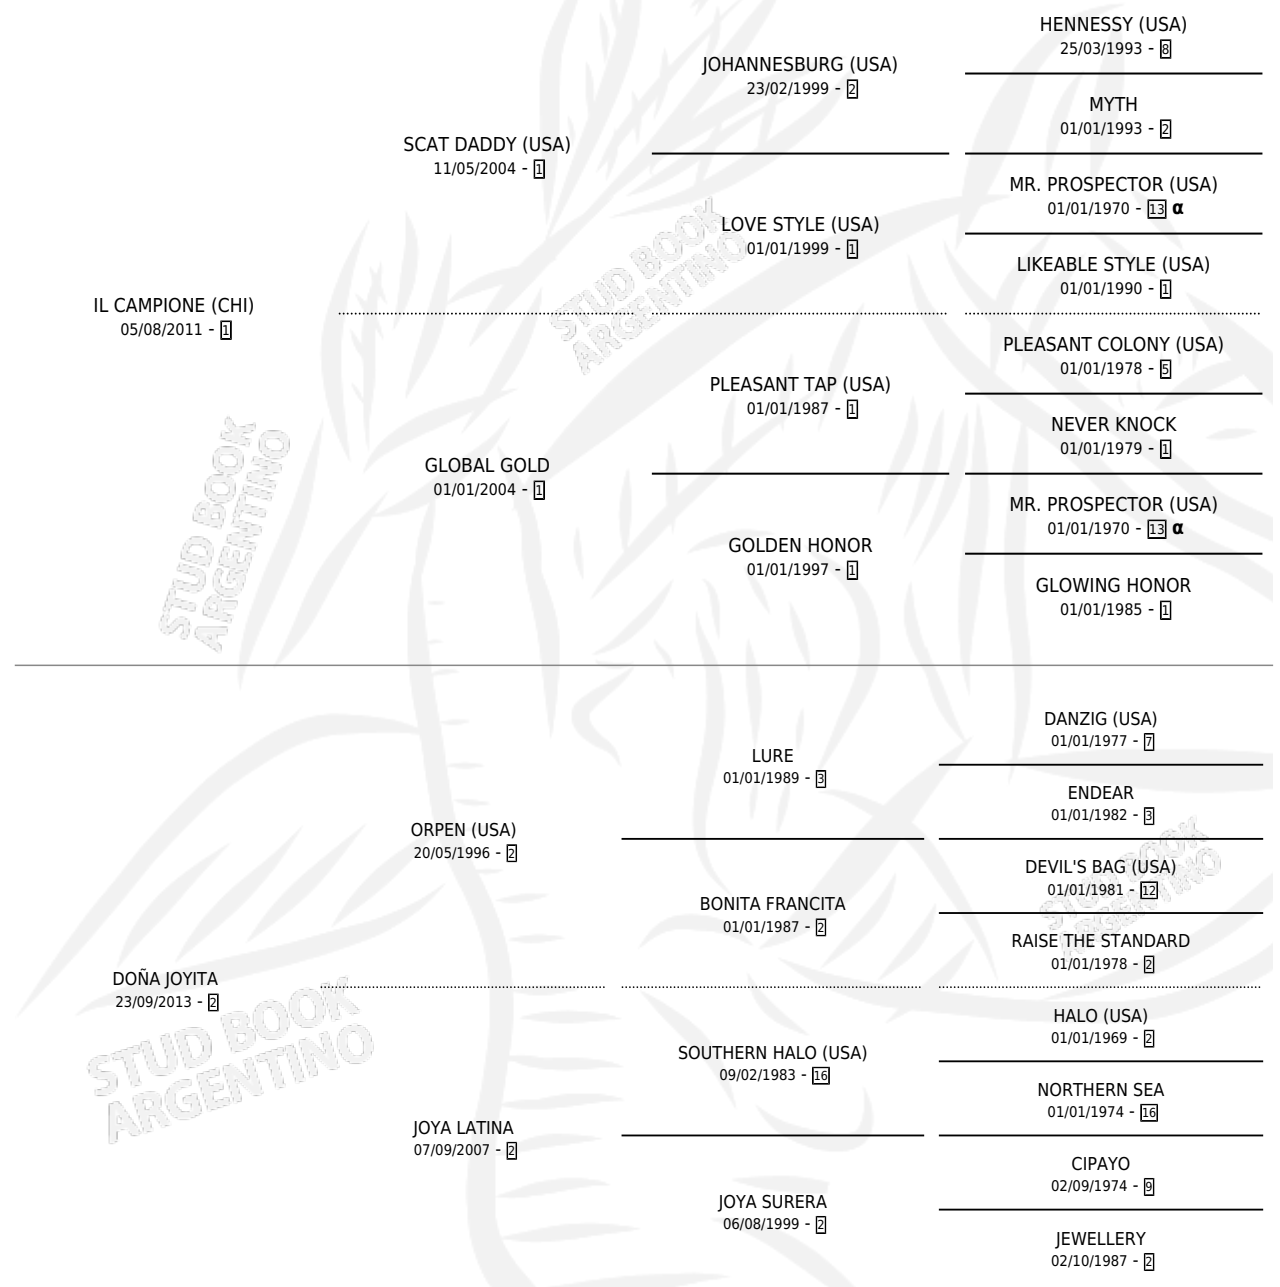 HENNESSY (USA)
25/03/1993 - 8
JOHANNESBURG (USA)
23/02/1999 - 2
MYTH
01/01/1993 - 2
SCAT DADDY (USA)
11/05/2004 - 1
MR. PROSPECTOR (USA)
01/01/1970 - 13 α
LOVE STYLE (USA)
01/01/1999 - 1
LIKEABLE STYLE (USA)
01/01/1990 - 1
IL CAMPIONE (CHI)
05/08/2011 - 1
PLEASANT COLONY (USA)
01/01/1978 - 5
PLEASANT TAP (USA)
01/01/1987 - 1
NEVER KNOCK
01/01/1979 - 1
GLOBAL GOLD
01/01/2004 - 1
MR. PROSPECTOR (USA)
01/01/1970 - 13 α
GOLDEN HONOR
01/01/1997 - 1
GLOWING HONOR
01/01/1985 - 1
DANZIG (USA)
01/01/1977 - 7
LURE
01/01/1989 - 3
ENDEAR
01/01/1982 - 3
ORPEN (USA)
20/05/1996 - 2
DEVIL'S BAG (USA)
01/01/1981 - 12
BONITA FRANCITA
01/01/1987 - 2
RAISE THE STANDARD
01/01/1978 - 2
DOÑA JOYITA
23/09/2013 - 2
HALO (USA)
01/01/1969 - 2
SOUTHERN HALO (USA)
09/02/1983 - 16
NORTHERN SEA
01/01/1974 - 16
JOYA LATINA
07/09/2007 - 2
CIPAYO
02/09/1974 - 9
JOYA SURERA
06/08/1999 - 2
JEWELLERY
02/10/1987 - 2
STUD BOOK
ARGENTINO
STUD BOOK
ARGENTINO
STUD BOOK
ARGENTINO
STUD BOOK
ARGENTINO